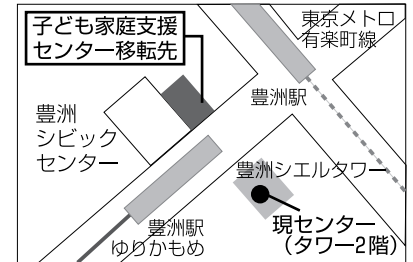 子ども家庭支援
センター移転先
東京メトロ
有楽町線
豊洲駅
豊洲
シビック
センター
豊洲シエルタワー
豊洲駅
ゆりかもめ
現センター
(タワー2階)